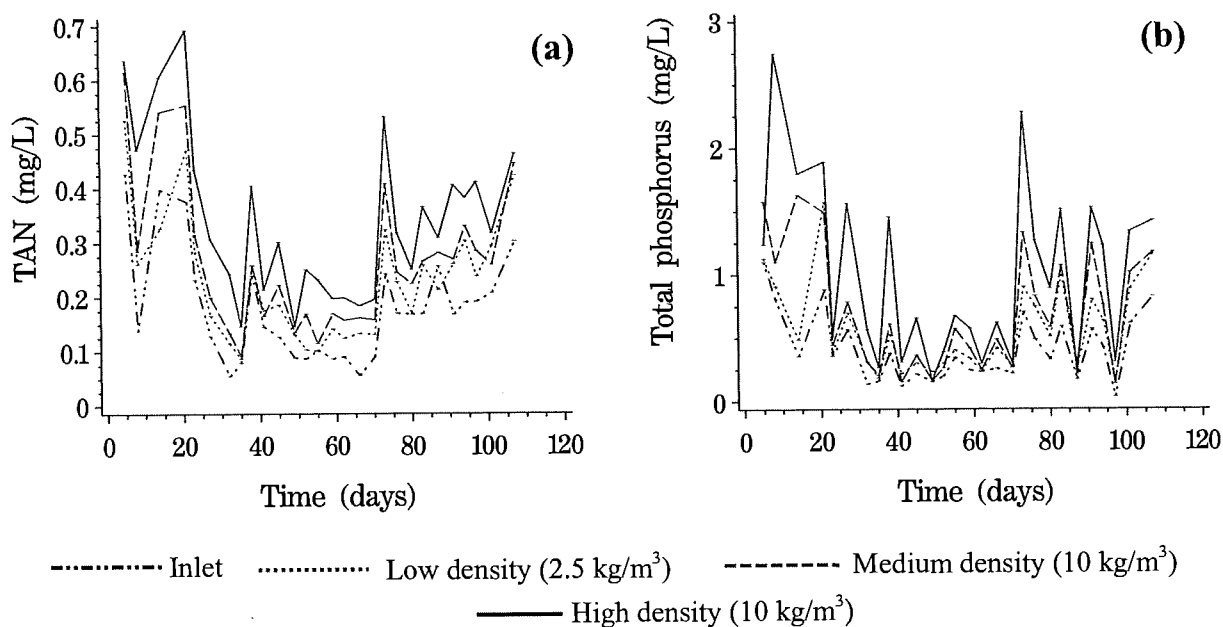 (a)
TAN (mg/L)
0.7
0.6
0.5
0.4
0.3
0.2
0.1
0
0 20 40 60 80 100 120
Time (days)
(b)
Total phosphorus (mg/L)
3
2
1
0
0 20 40 60 80 100 120
Time (days)
Inlet Low density (2.5 kg/m³) Medium density (10 kg/m³)
High density (10 kg/m³)